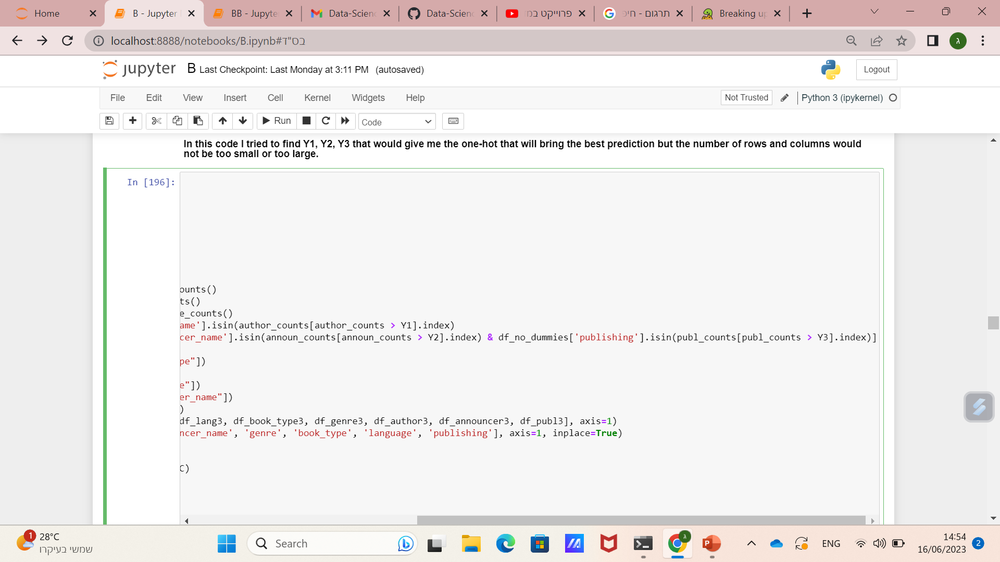 Home
B - Jupyter
BB - Jupyte
Data-Scienc
Data-Scienc
פרוייקט במ
תרגום - חיפ
Breaking up
localhost:8888/notebooks/B.ipynb#בס"ד
ג
jupyter B Last Checkpoint: Last Monday at 3:11 PM (autosaved)
Logout
File Edit View Insert Cell Kernel Widgets Help
Not Trusted
Python 3 (ipykernel)
Run
Code
In this code I tried to find Y1, Y2, Y3 that would give me the one-hot that will bring the best prediction but the number of rows and columns would
not be too small or too large.
In [196]:
ounts()
ts()
e_counts()
ame'].isin(author_counts[author_counts > Y1].index)
cer_name'].isin(announ_counts[announ_counts > Y2].index) & df_no_dummies['publishing'].isin(publ_counts[publ_counts > Y3].index)]
pe"])
e"])
er_name"])
)
df_lang3, df_book_type3, df_genre3, df_author3, df_announcer3, df_publ3], axis=1)
ncer_name', 'genre', 'book_type', 'language', 'publishing'], axis=1, inplace=True)
C)
1
28°C
שמשי בעיקרו
Search
ג
P
ENG
14:54
16/06/2023
2